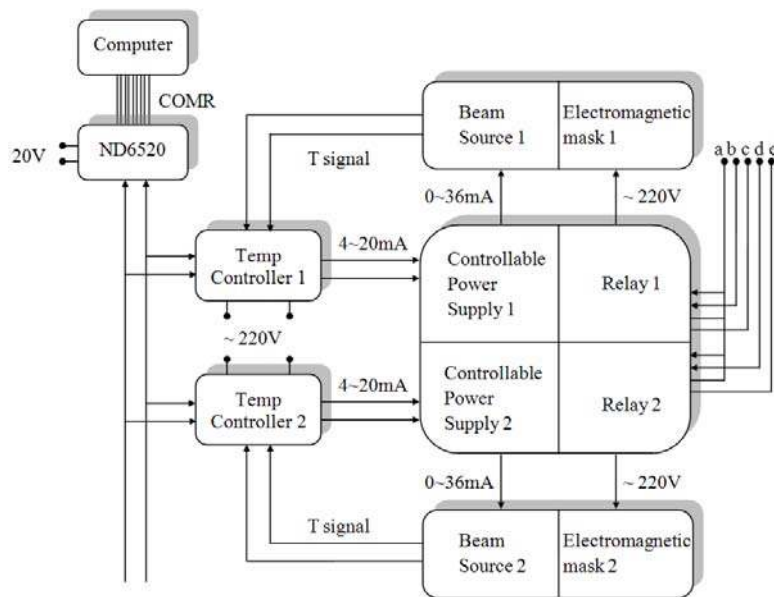 Computer
COMR
20V
ND6520
T signal
Beam
Source 1
Electromagnetic
mask 1
a b c d e
0~36mA
~ 220V
Temp
Controller 1
4~20mA
Controllable
Power
Supply 1
Relay 1
~ 220V
Temp
Controller 2
4~20mA
Controllable
Power
Supply 2
Relay 2
0~36mA
~ 220V
T signal
Beam
Source 2
Electromagnetic
mask 2